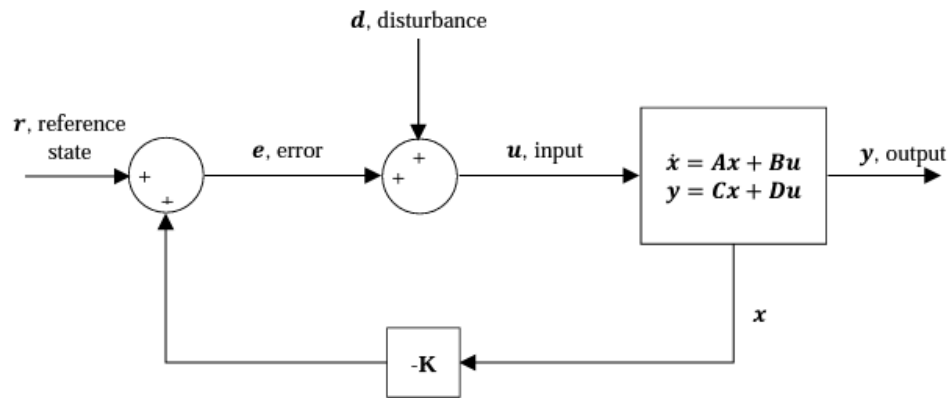 d, disturbance
r, reference
state
e, error
u, input
y, output
+
+
+
+
ẋ = Ax + Bu
y = Cx + Du
x
-K